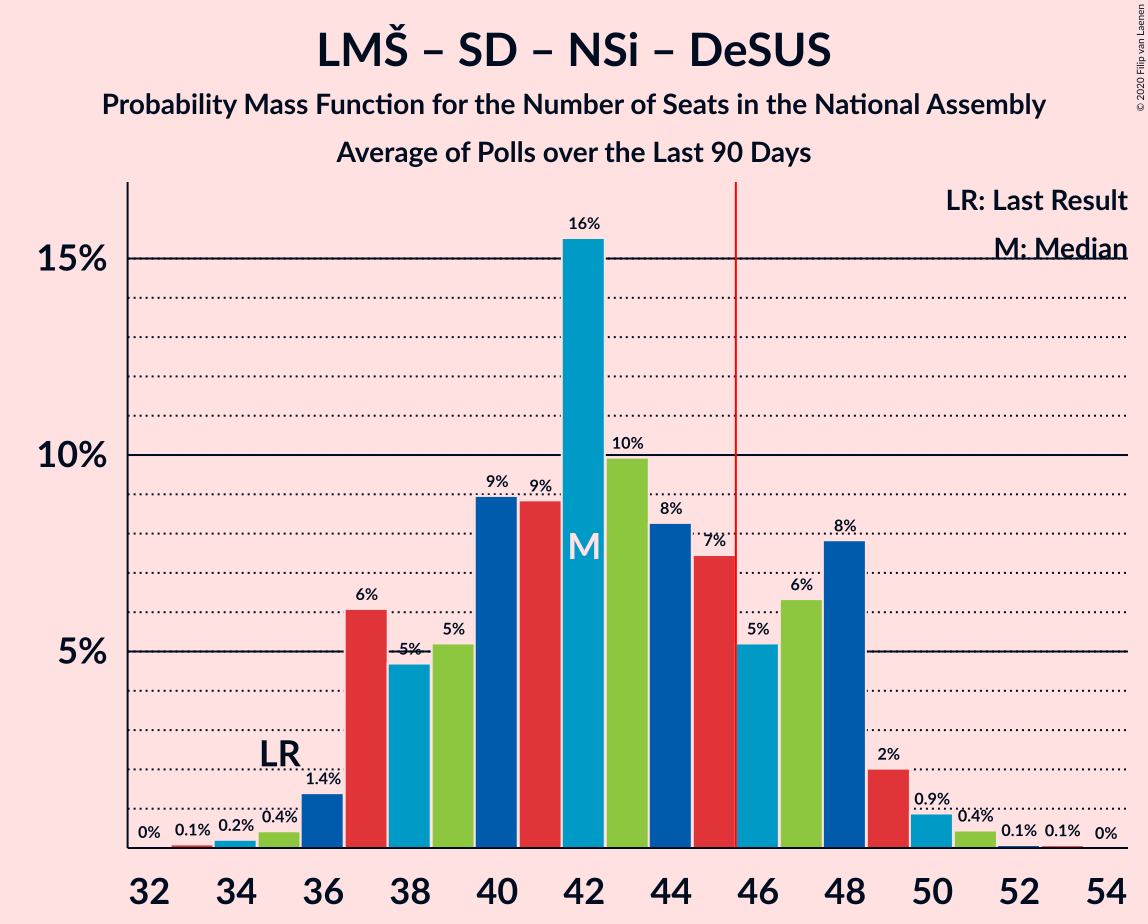 LMŠ – SD – NSi – DeSUS
Probability Mass Function for the Number of Seats in the National Assembly
Average of Polls over the Last 90 Days
© 2020 Filip van Laenen
LR: Last Result
M: Median
15%
10%
5%
0%
0.1%
0.2%
0.4%
1.4%
6%
5%
5%
9%
9%
16%
10%
8%
7%
5%
6%
8%
2%
0.9%
0.4%
0.1%
0.1%
0%
LR
M
32 34 36 38 40 42 44 46 48 50 52 54